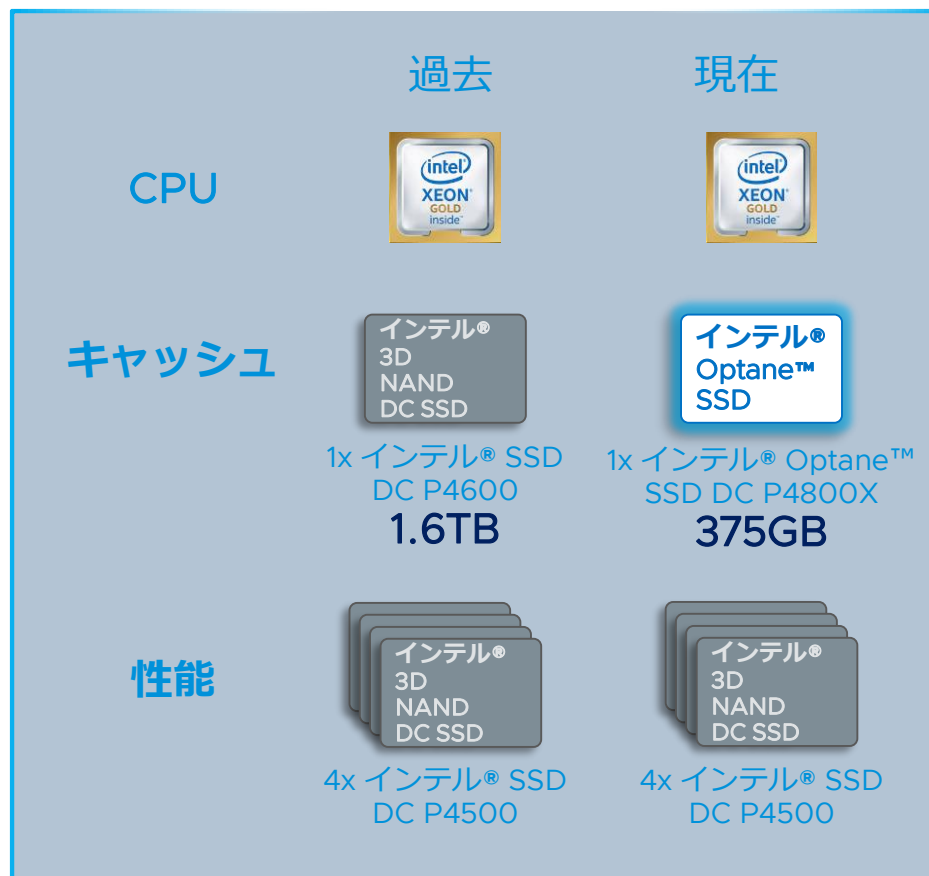 過去
現在
CPU
intel®
XEON®
GOLD
inside™
intel®
XEON®
GOLD
inside™
キャッシュ
インテル®
3D
NAND
DC SSD
インテル®
Optane™
SSD
1x インテル® SSD
DC P4600
1.6TB
1x インテル® Optane™
SSD DC P4800X
375GB
性能
インテル®
3D
NAND
DC SSD
インテル®
3D
NAND
DC SSD
4x インテル® SSD
DC P4500
4x インテル® SSD
DC P4500